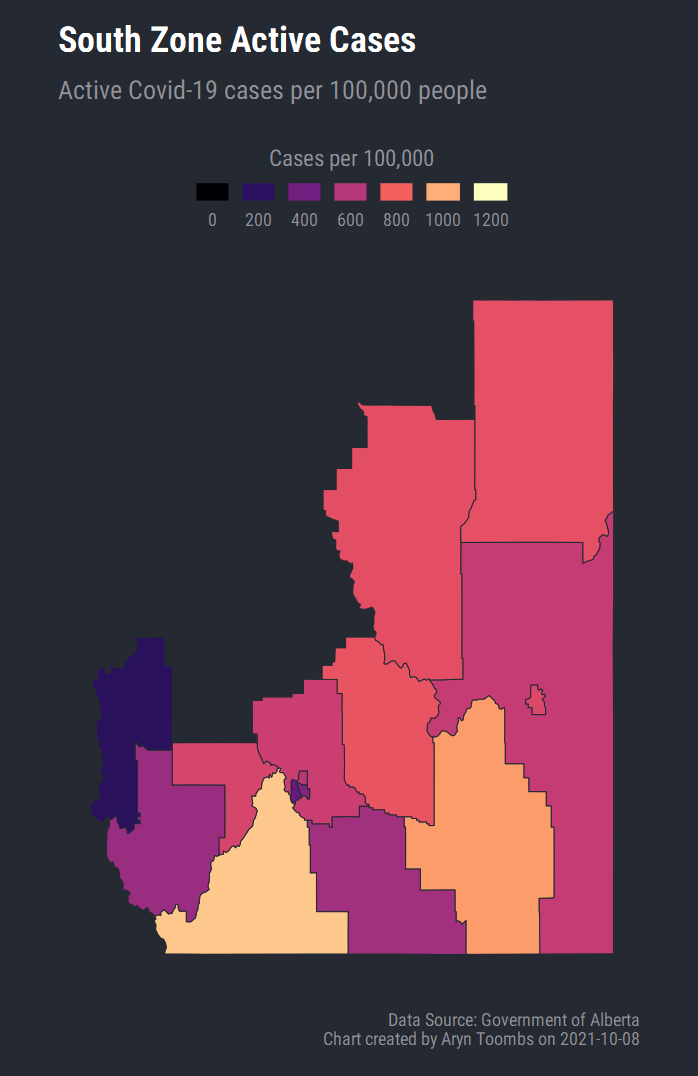 South Zone Active Cases
Active Covid-19 cases per 100,000 people
Cases per 100,000
0 200 400 600 800 1000 1200
Data Source: Government of Alberta
Chart created by Aryn Toombs on 2021-10-08